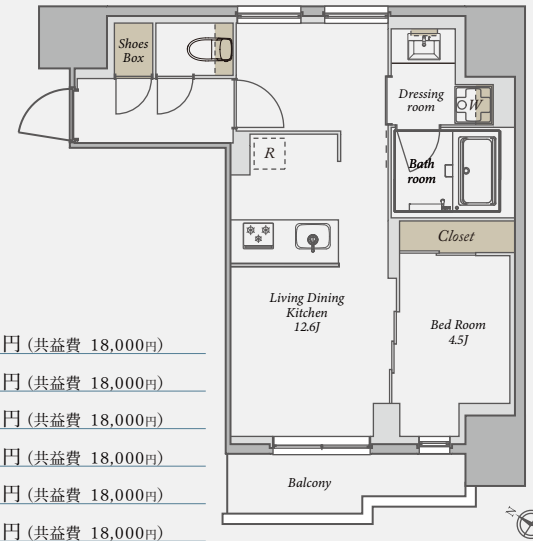 Shoes
Box
Dressing
room
W
R
Bath
room
Closet
Living Dining
Kitchen
12.6J
Bed Room
4.5J
円 (共益費 18,000円)
円 (共益費 18,000円)
円 (共益費 18,000円)
円 (共益費 18,000円)
円 (共益費 18,000円)
円 (共益費 18,000円)
Balcony
N